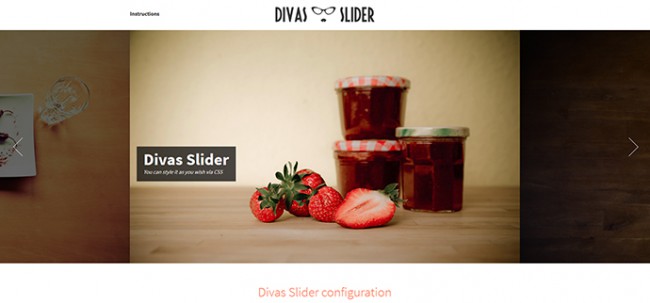 Instructions
DIVAS SLIDER
Divas Slider
You can style it as you wish via CSS
Divas Slider configuration